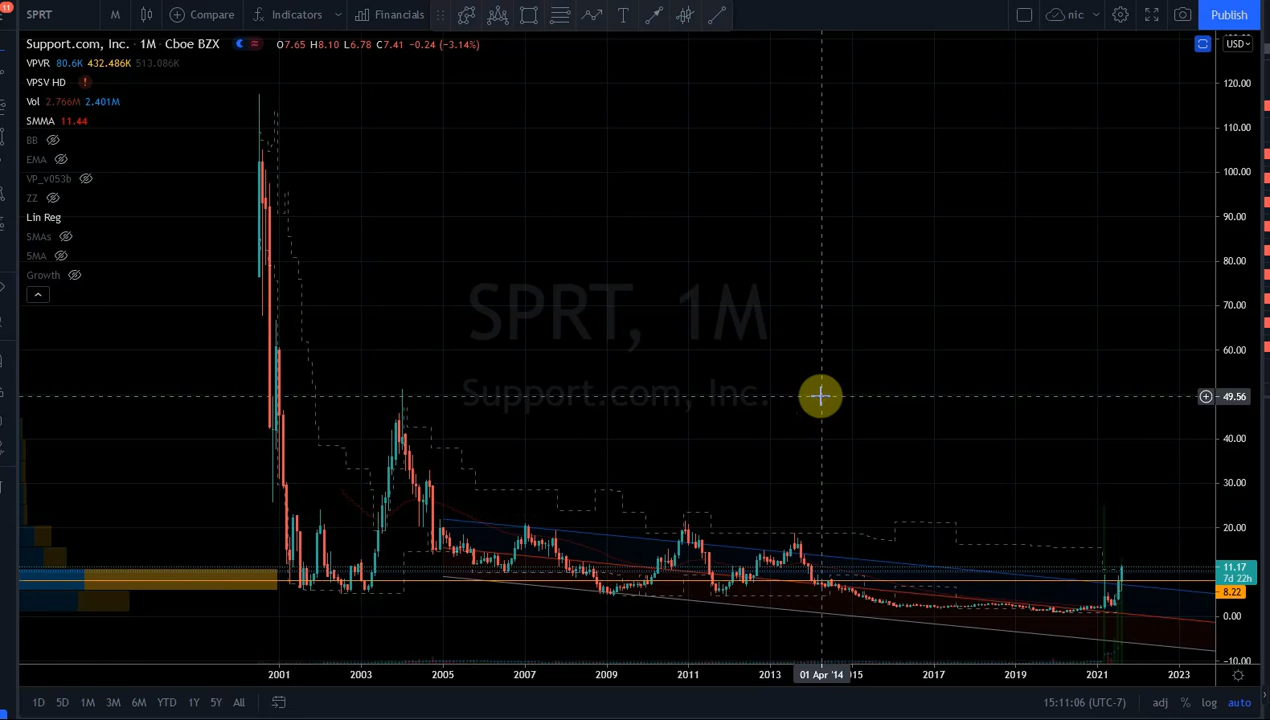 11
SPRT M Compare Indicators Financials T nic Publish
Support.com, Inc. · 1M · Cboe BZX O7.65 H8.10 L6.78 C7.41 -0.24 (-3.14%) USD
VPVR 80.6K 432.486K 513.086K
VPSV HD !
Vol 2.766M 2.401M
SMMA 11.44
BB
EMA
VP_v053b
ZZ
Lin Reg
SMAs
5MA
Growth
SPRT, 1M
Support.com, Inc.
120.00
110.00
100.00
90.00
80.00
70.00
60.00
49.56
40.00
30.00
20.00
11.17
7d 22h
8.22
0.00
-10.00
2001 2003 2005 2007 2009 2011 2013 01 Apr '14 15 2017 2019 2021 2023
1D 5D 1M 3M 6M YTD 1Y 5Y All 15:11:06 (UTC-7) adj % log auto